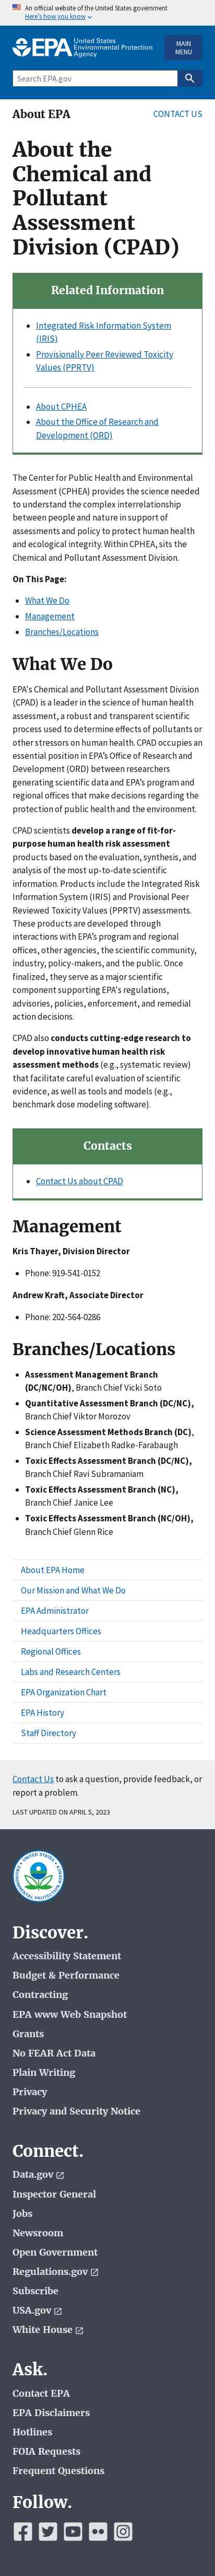 An official website of the United States government
Here's how you know
EPA United States
Environmental Protection
Agency
MAIN
MENU
Search EPA.gov
About EPA
CONTACT US
About the
Chemical and
Pollutant
Assessment
Division (CPAD)
Related Information
Integrated Risk Information System
(IRIS)
Provisionally Peer Reviewed Toxicity
Values (PPRTV)
About CPHEA
About the Office of Research and
Development (ORD)
The Center for Public Health and Environmental
Assessment (CPHEA) provides the science needed
to understand the complex interrelationship
between people and nature in support of
assessments and policy to protect human health
and ecological integrity. Within CPHEA, sits the
Chemical and Pollutant Assessment Division.
On This Page:
What We Do
Management
Branches/Locations
What We Do
EPA's Chemical and Pollutant Assessment Division
(CPAD) is a leader in the science of human health
assessment, a process used nationally and
internationally to determine how pollutants or
other stressors may impact human health and the
environment. CPAD occupies an
essential position in EPA's Office of Research and
Development (ORD) between researchers
generating scientific data and EPA's program and
regional offices that make decisions regarding the
protection of public health and the environment.
CPAD scientists develop a range of fit-for-
purpose human health risk assessment
products based on the evaluation, synthesis, and
analysis of the most up-to-date scientific
information. Products include the Integrated Risk
Information System (IRIS) and Provisional Peer
Reviewed Toxicity Values (PPRTV) assessments.
These products are developed through
interactions with EPA's program and regional
offices, other agencies, the scientific community,
industry, policy-makers, and the public. Once
finalized, they serve as a major scientific
component supporting EPA's regulations,
advisories, policies, enforcement, and remedial
action decisions.
CPAD also conducts cutting-edge research to
develop innovative human health risk
assessment methods (e.g., systematic review)
that facilitate careful evaluation of scientific
evidence, as well as tools and models (e.g.,
benchmark dose modeling software).
Contacts
Contact Us about CPAD
Management
Kris Thayer, Division Director
Phone: 919-541-0152
Andrew Kraft, Associate Director
Phone: 202-564-0286
Branches/Locations
Assessment Management Branch
(DC/NC/OH), Branch Chief Vicki Soto
Quantitative Assessment Branch (DC/NC),
Branch Chief Viktor Morozov
Science Assessment Methods Branch (DC),
Branch Chief Elizabeth Radke-Farabaugh
Toxic Effects Assessment Branch (DC/NC),
Branch Chief Ravi Subramaniam
Toxic Effects Assessment Branch (NC),
Branch Chief Janice Lee
Toxic Effects Assessment Branch (NC/OH),
Branch Chief Glenn Rice
About EPA Home
Our Mission and What We Do
EPA Administrator
Headquarters Offices
Regional Offices
Labs and Research Centers
EPA Organization Chart
EPA History
Staff Directory
Contact Us to ask a question, provide feedback, or
report a problem.
LAST UPDATED ON APRIL 5, 2023
Discover.
Accessibility Statement
Budget & Performance
Contracting
EPA www Web Snapshot
Grants
No FEAR Act Data
Plain Writing
Privacy
Privacy and Security Notice
Connect.
Data.gov
Inspector General
Jobs
Newsroom
Open Government
Regulations.gov
Subscribe
USA.gov
White House
Ask.
Contact EPA
EPA Disclaimers
Hotlines
FOIA Requests
Frequent Questions
Follow.